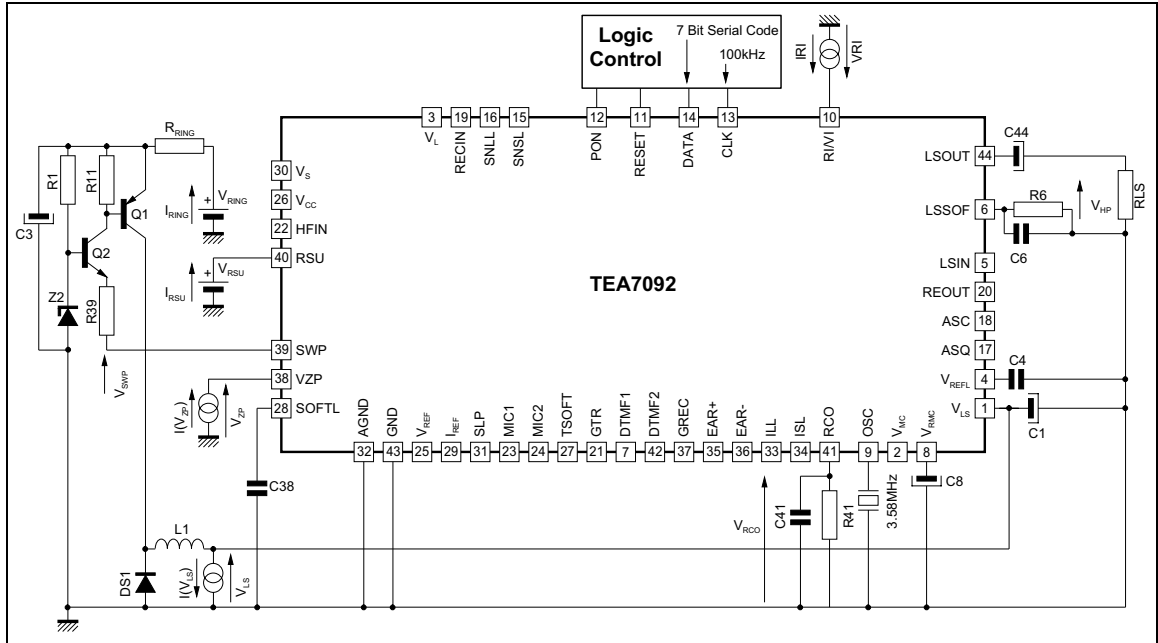 Logic Control
7 Bit Serial Code
100kHz
IRI
VRI
3 19 16 15 12 11 14 13 10
VL RECIN SNLL SNSL PON RESET DATA CLK RI/VI
RRING
R1
R11
Q1
C3
Q2
Z2
R39
IRING
VRING
+
IRSU
VRSU
+
VSWP
I(VZP)
VZP
30 VS
26 VCC
22 HFIN
40 RSU
39 SWP
38 VZP
28 SOFTL
TEA7092
LSOUT 44
LSSOF 6
LSIN 5
REOUT 20
ASC 18
ASQ 17
VREFL 4
VLS 1
C44
RLS
VHP
R6
C6
C4
C1
AGND GND VREF IREF SLP MIC1 MIC2 TSOFT GTR DTMF1 DTMF2 GREC EAR+ EAR- ILL ISL RCO OSC VMC VRMC
32 43 25 29 31 23 24 27 21 7 42 37 35 36 33 34 41 9 2 8
C38
VRCO
C41
R41
3.58MHz
C8
L1
DS1
I(VLS)
VLS